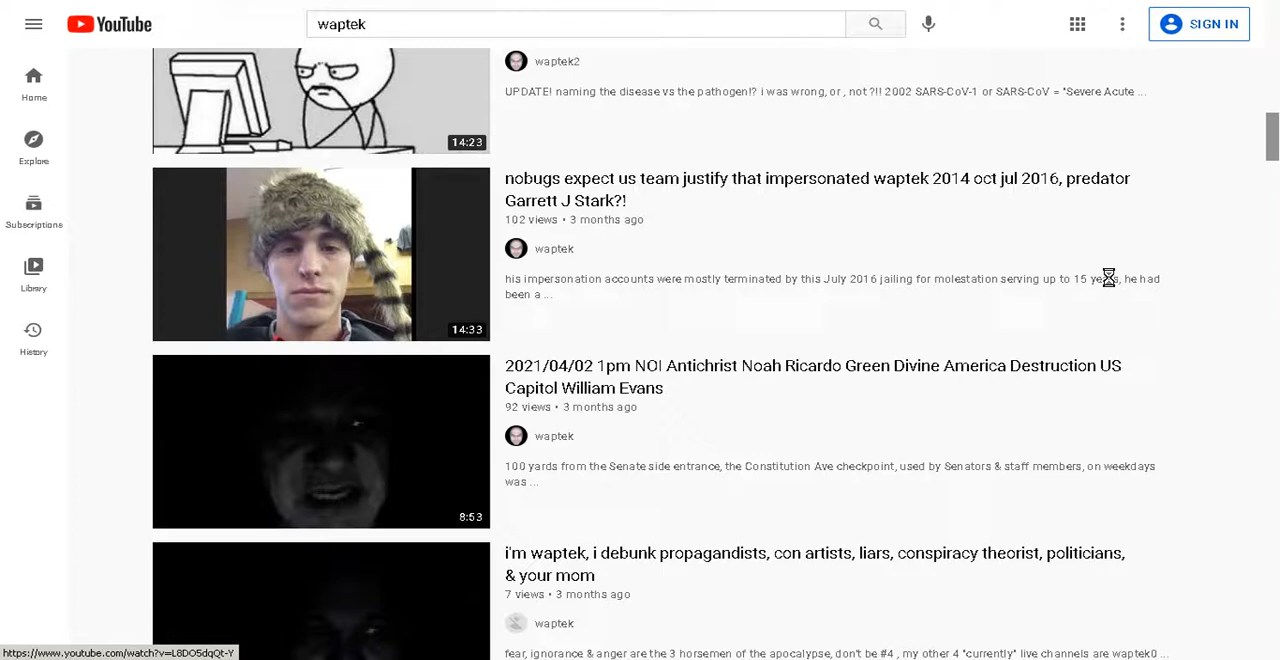 YouTube
waptek
SIGN IN
Home
Explore
Subscriptions
Library
History
waptek2
UPDATE! naming the disease vs the pathogen!? i was wrong, or , not ?!! 2002 SARS-CoV-1 or SARS-CoV = "Severe Acute ...
14:23
nobugs expect us team justify that impersonated waptek 2014 oct jul 2016, predator
Garrett J Stark?!
102 views • 3 months ago
waptek
his impersonation accounts were mostly terminated by this July 2016 jailing for molestation serving up to 15 years, he had
been a ...
14:33
2021/04/02 1pm NOI Antichrist Noah Ricardo Green Divine America Destruction US
Capitol William Evans
92 views • 3 months ago
waptek
100 yards from the Senate side entrance, the Constitution Ave checkpoint, used by Senators & staff members, on weekdays
was ...
8:53
i'm waptek, i debunk propagandists, con artists, liars, conspiracy theorist, politicians,
& your mom
7 views • 3 months ago
waptek
fear, ignorance & anger are the 3 horsemen of the apocalypse, don't be #4 , my other 4 "currently" live channels are waptek0 ...
https://www.youtube.com/watch?v=L8DO5dqQt-Y